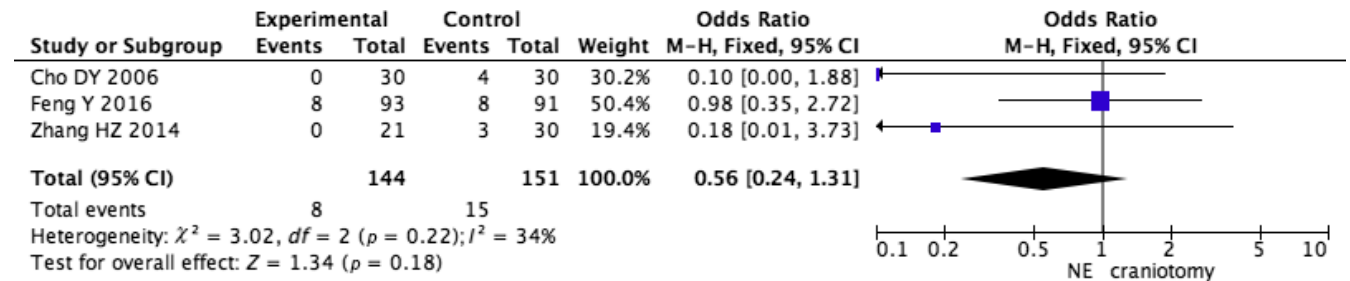 Experimental Control Odds Ratio Odds Ratio
Study or Subgroup Events Total Events Total Weight M-H, Fixed, 95% CI M-H, Fixed, 95% CI
Cho DY 2006 0 30 4 30 30.2% 0.10 [0.00, 1.88]
Feng Y 2016 8 93 8 91 50.4% 0.98 [0.35, 2.72]
Zhang HZ 2014 0 21 3 30 19.4% 0.18 [0.01, 3.73]
Total (95% CI) 144 151 100.0% 0.56 [0.24, 1.31]
Total events 8 15
Heterogeneity: χ² = 3.02, df = 2 (p = 0.22); I² = 34%
Test for overall effect: Z = 1.34 (p = 0.18)
0.1 0.2 0.5 1 2 5 10
NE craniotomy